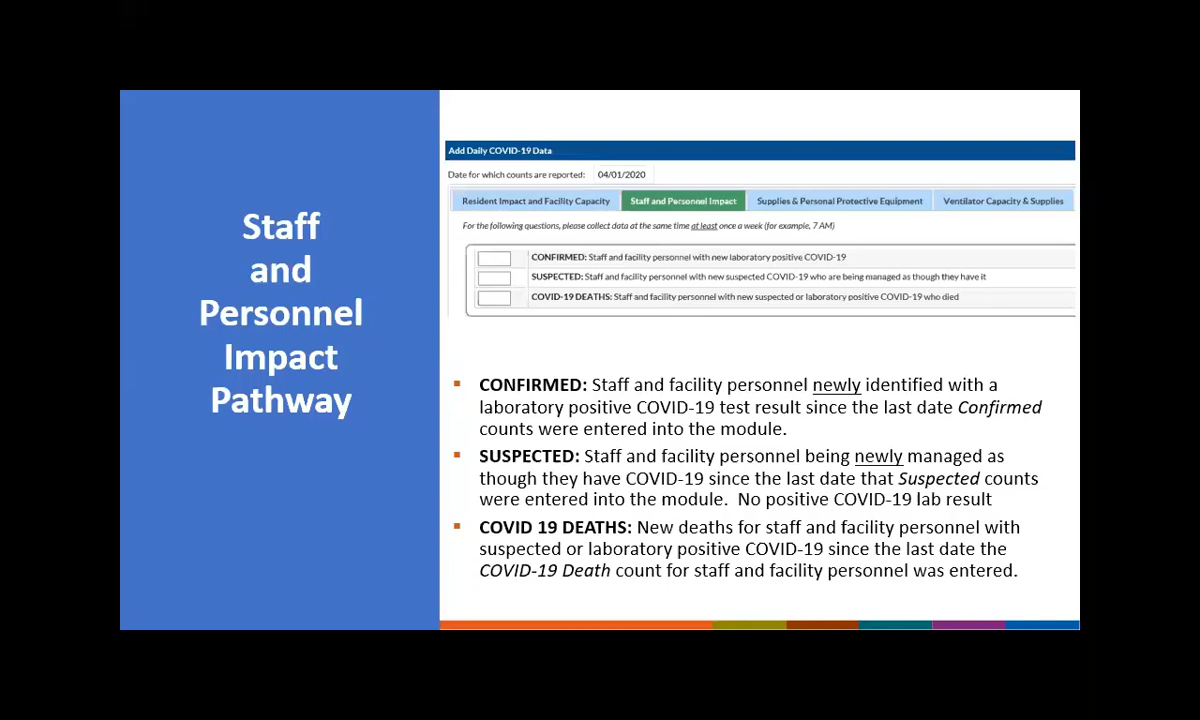 Staff
and
Personnel
Impact
Pathway
Add Daily COVID-19 Data
Date for which counts are reported: 04/01/2020
Resident Impact and Facility Capacity Staff and Personnel Impact Supplies & Personal Protective Equipment Ventilator Capacity & Supplies
For the following questions, please collect data at the same time at least once a week (for example, 7 AM)
CONFIRMED: Staff and facility personnel with new laboratory positive COVID-19
SUSPECTED: Staff and facility personnel with new suspected COVID-19 who are being managed as though they have it
COVID-19 DEATHS: Staff and facility personnel with new suspected or laboratory positive COVID-19 who died
▪ CONFIRMED: Staff and facility personnel newly identified with a
laboratory positive COVID-19 test result since the last date Confirmed
counts were entered into the module.
▪ SUSPECTED: Staff and facility personnel being newly managed as
though they have COVID-19 since the last date that Suspected counts
were entered into the module. No positive COVID-19 lab result
▪ COVID 19 DEATHS: New deaths for staff and facility personnel with
suspected or laboratory positive COVID-19 since the last date the
COVID-19 Death count for staff and facility personnel was entered.